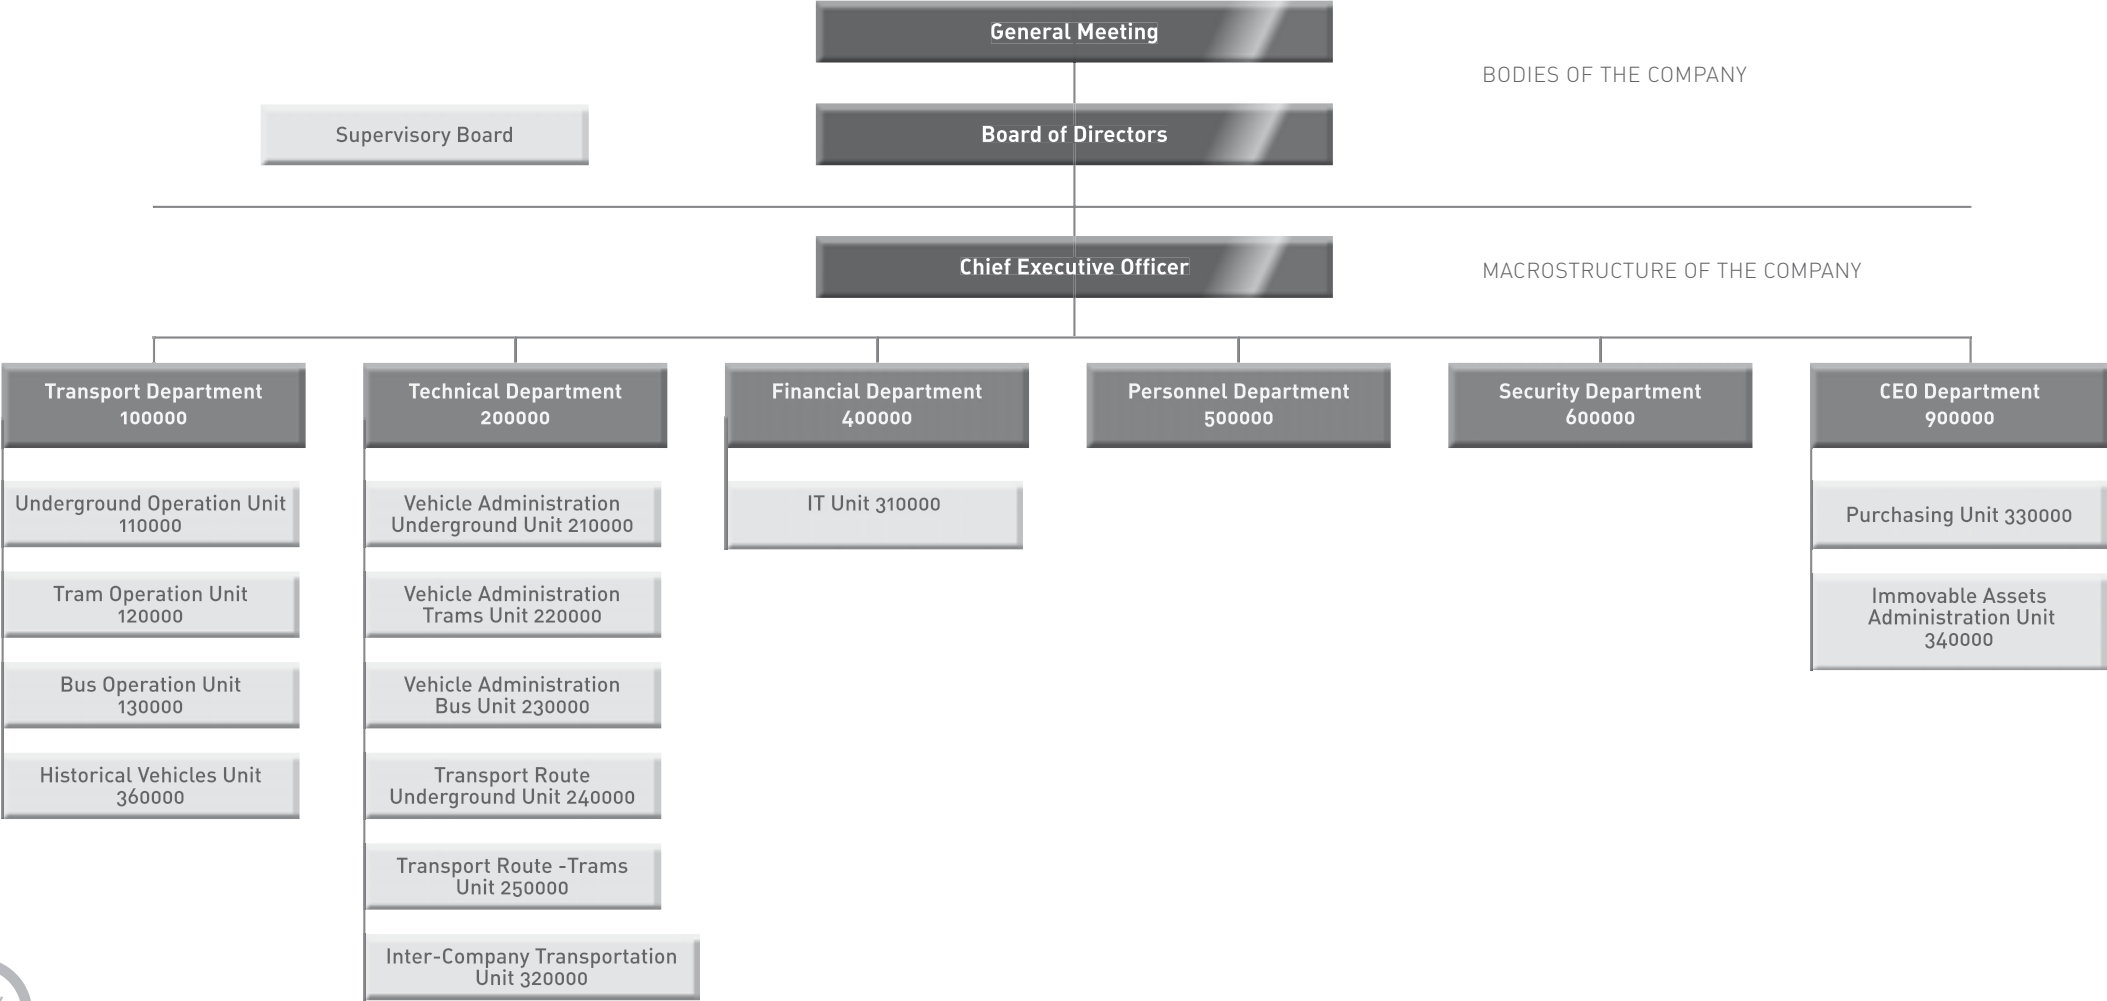 General Meeting
BODIES OF THE COMPANY
Supervisory Board
Board of Directors
Chief Executive Officer
MACROSTRUCTURE OF THE COMPANY
Transport Department
100000
Technical Department
200000
Financial Department
400000
Personnel Department
500000
Security Department
600000
CEO Department
900000
Underground Operation Unit
110000
Tram Operation Unit
120000
Bus Operation Unit
130000
Historical Vehicles Unit
360000
Vehicle Administration
Underground Unit 210000
Vehicle Administration
Trams Unit 220000
Vehicle Administration
Bus Unit 230000
Transport Route
Underground Unit 240000
Transport Route -Trams
Unit 250000
Inter-Company Transportation
Unit 320000
IT Unit 310000
Purchasing Unit 330000
Immovable Assets
Administration Unit
340000